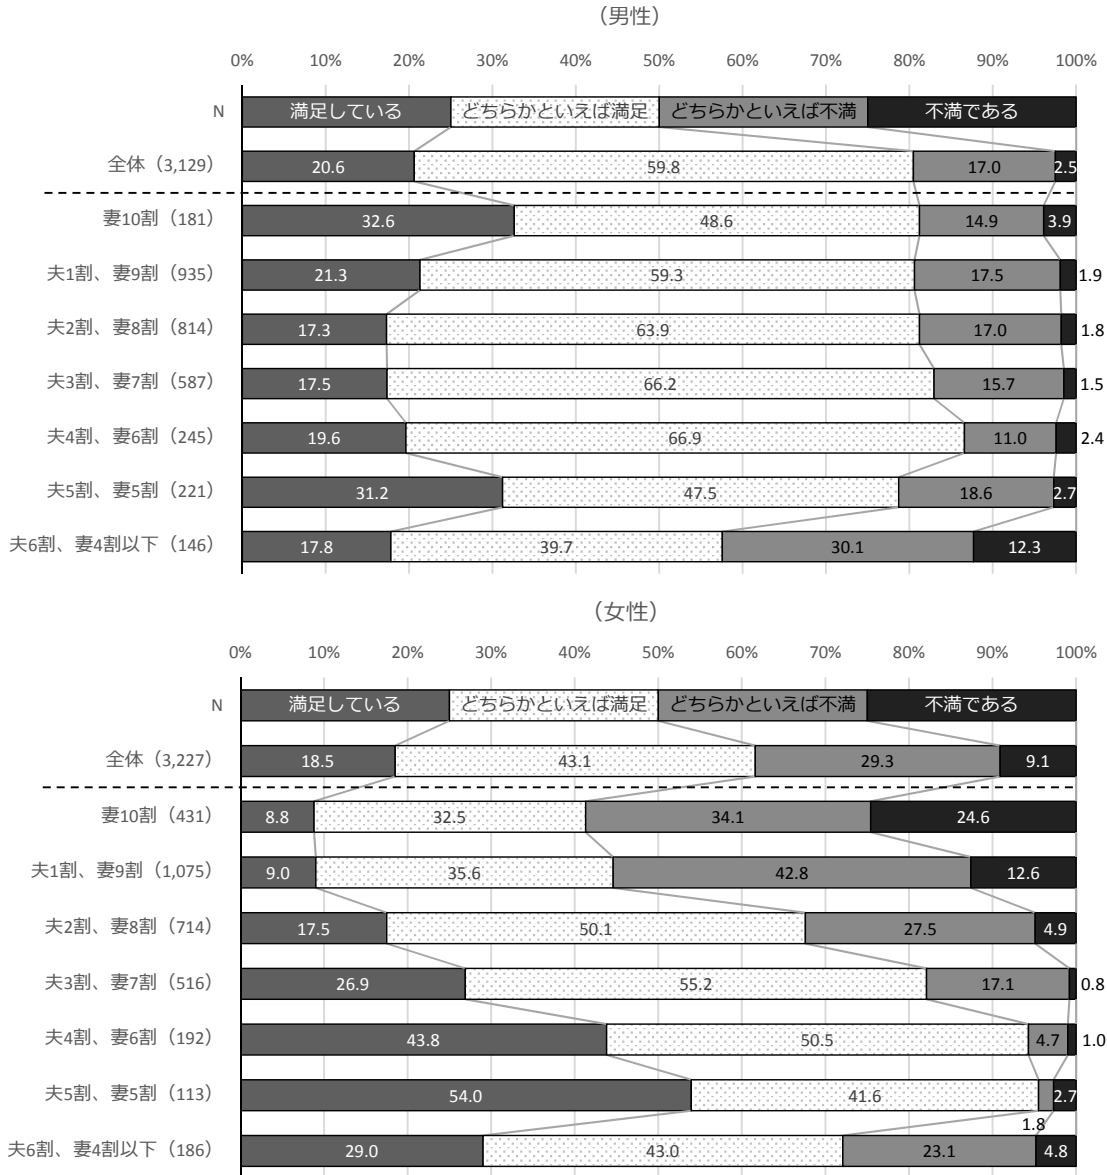 （男性）
0% 10% 20% 30% 40% 50% 60% 70% 80% 90% 100%
N 満足している どちらかといえば満足 どちらかといえば不満 不満である
全体（3,129） 20.6 59.8 17.0 2.5
妻10割（181） 32.6 48.6 14.9 3.9
夫1割、妻9割（935） 21.3 59.3 17.5 1.9
夫2割、妻8割（814） 17.3 63.9 17.0 1.8
夫3割、妻7割（587） 17.5 66.2 15.7 1.5
夫4割、妻6割（245） 19.6 66.9 11.0 2.4
夫5割、妻5割（221） 31.2 47.5 18.6 2.7
夫6割、妻4割以下（146） 17.8 39.7 30.1 12.3
（女性）
0% 10% 20% 30% 40% 50% 60% 70% 80% 90% 100%
N 満足している どちらかといえば満足 どちらかといえば不満 不満である
全体（3,227） 18.5 43.1 29.3 9.1
妻10割（431） 8.8 32.5 34.1 24.6
夫1割、妻9割（1,075） 9.0 35.6 42.8 12.6
夫2割、妻8割（714） 17.5 50.1 27.5 4.9
夫3割、妻7割（516） 26.9 55.2 17.1 0.8
夫4割、妻6割（192） 43.8 50.5 4.7 1.0
夫5割、妻5割（113） 54.0 41.6 1.8 2.7
夫6割、妻4割以下（186） 29.0 43.0 23.1 4.8